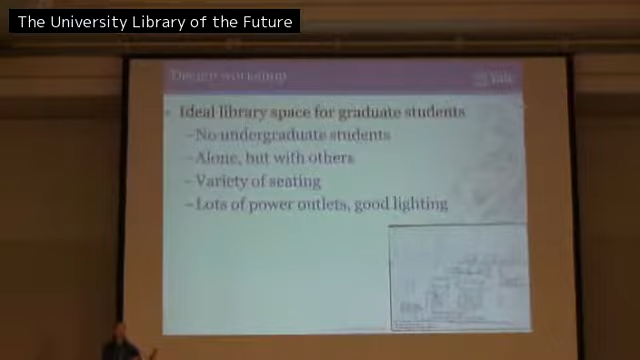 The University Library of the Future
Design workshop
Yale
Ideal library space for graduate students
–No undergraduate students
–Alone, but with others
–Variety of seating
–Lots of power outlets, good lighting